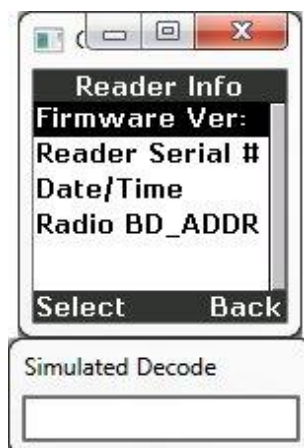 Reader Info
Firmware Ver:
Reader Serial #
Date/Time
Radio BD_ADDR
Select Back
Simulated Decode